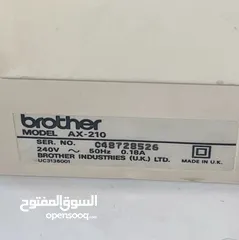 brother
MODEL AX-210
SER. NO. 048728526
240V ~ 50Hz 0.18A
BROTHER INDUSTRIES (U.K.) LTD.
UC3135001
MADE IN U.K.
السوق المفتوح
opensooq.com